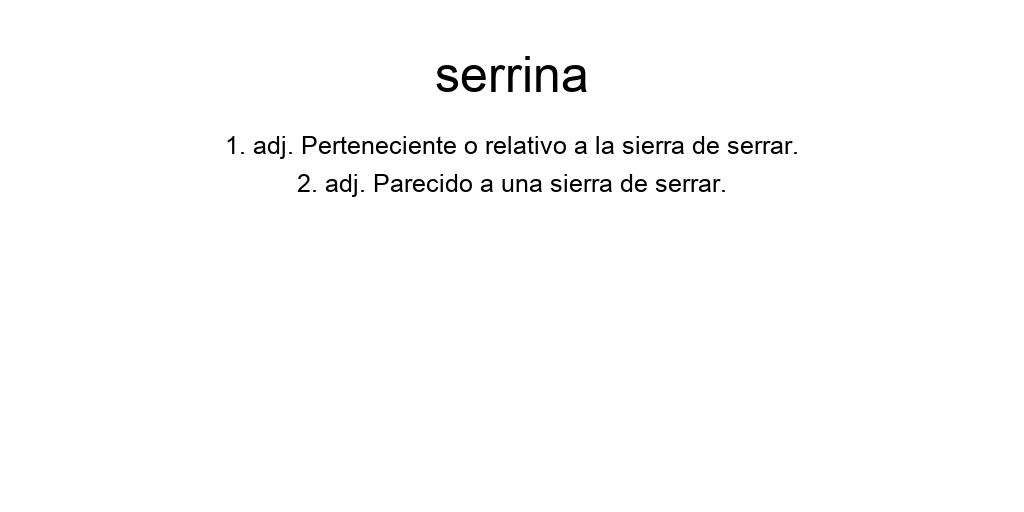 serrina
1. adj. Perteneciente o relativo a la sierra de serrar.
2. adj. Parecido a una sierra de serrar.